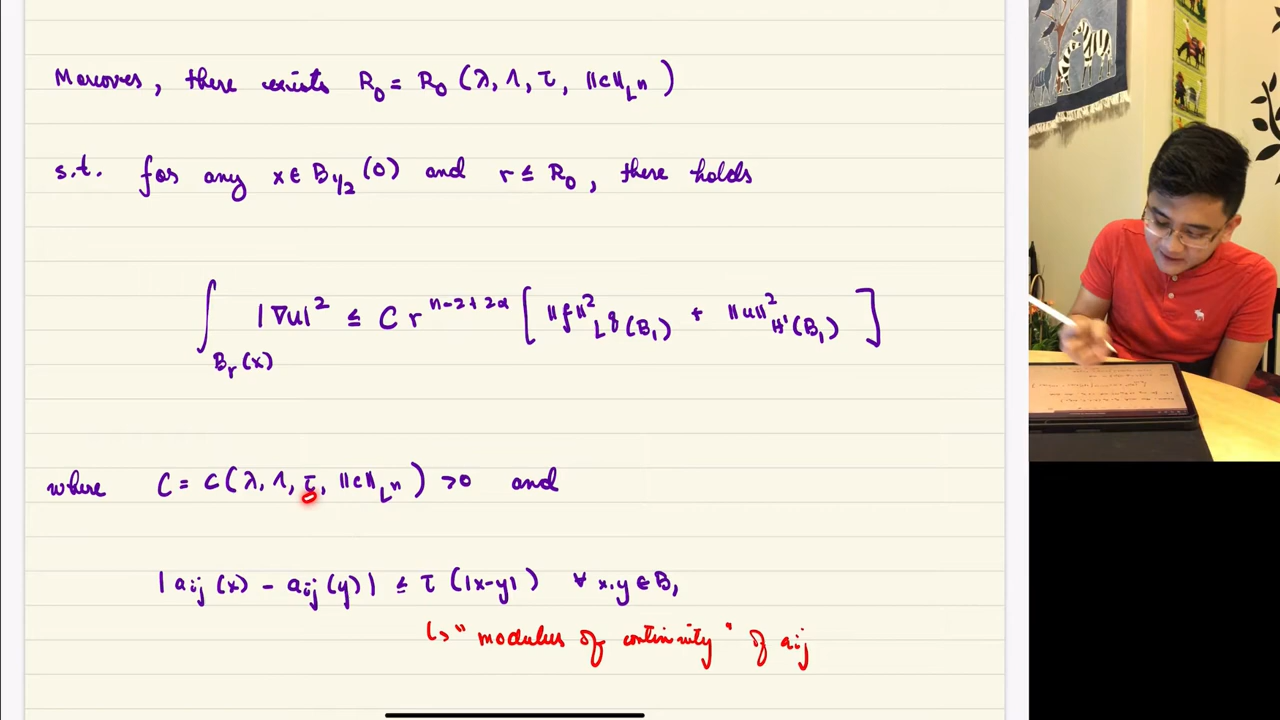 Moreover, there exists R₀ = R₀ (λ, Λ, τ, ‖c‖_{Lⁿ})
s.t. for any x ∈ B_{1/2}(0) and r ≤ R₀, there holds
∫_{B_r(x)} |∇u|² ≤ C r^{n-2+2α} [ ‖f‖²_{L^q(B₁)} + ‖u‖²_{H¹(B₁)} ]
where C = C(λ, Λ, τ, ‖c‖_{Lⁿ}) > 0 and
|a_{ij}(x) - a_{ij}(y)| ≤ τ (|x-y|) ∀ x,y ∈ B₁
↳ "modulus of continuity" of a_{ij}